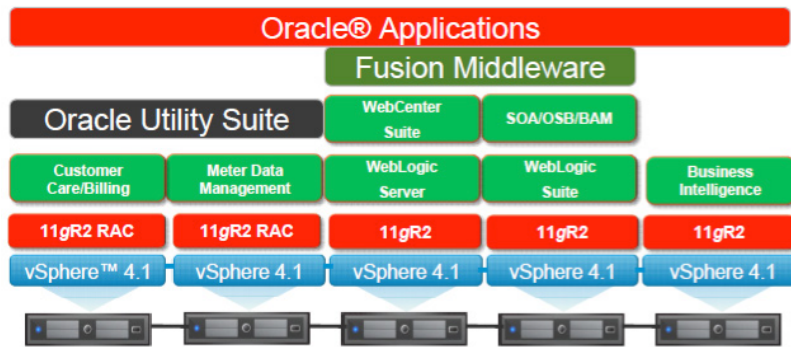 Oracle® Applications
Fusion Middleware
Oracle Utility Suite
WebCenter
Suite
SOA/OSB/BAM
Customer
Care/Billing
Meter Data
Management
WebLogic
Server
WebLogic
Suite
Business
Intelligence
11gR2 RAC
11gR2 RAC
11gR2
11gR2
11gR2
vSphere™ 4.1
vSphere 4.1
vSphere 4.1
vSphere 4.1
vSphere 4.1